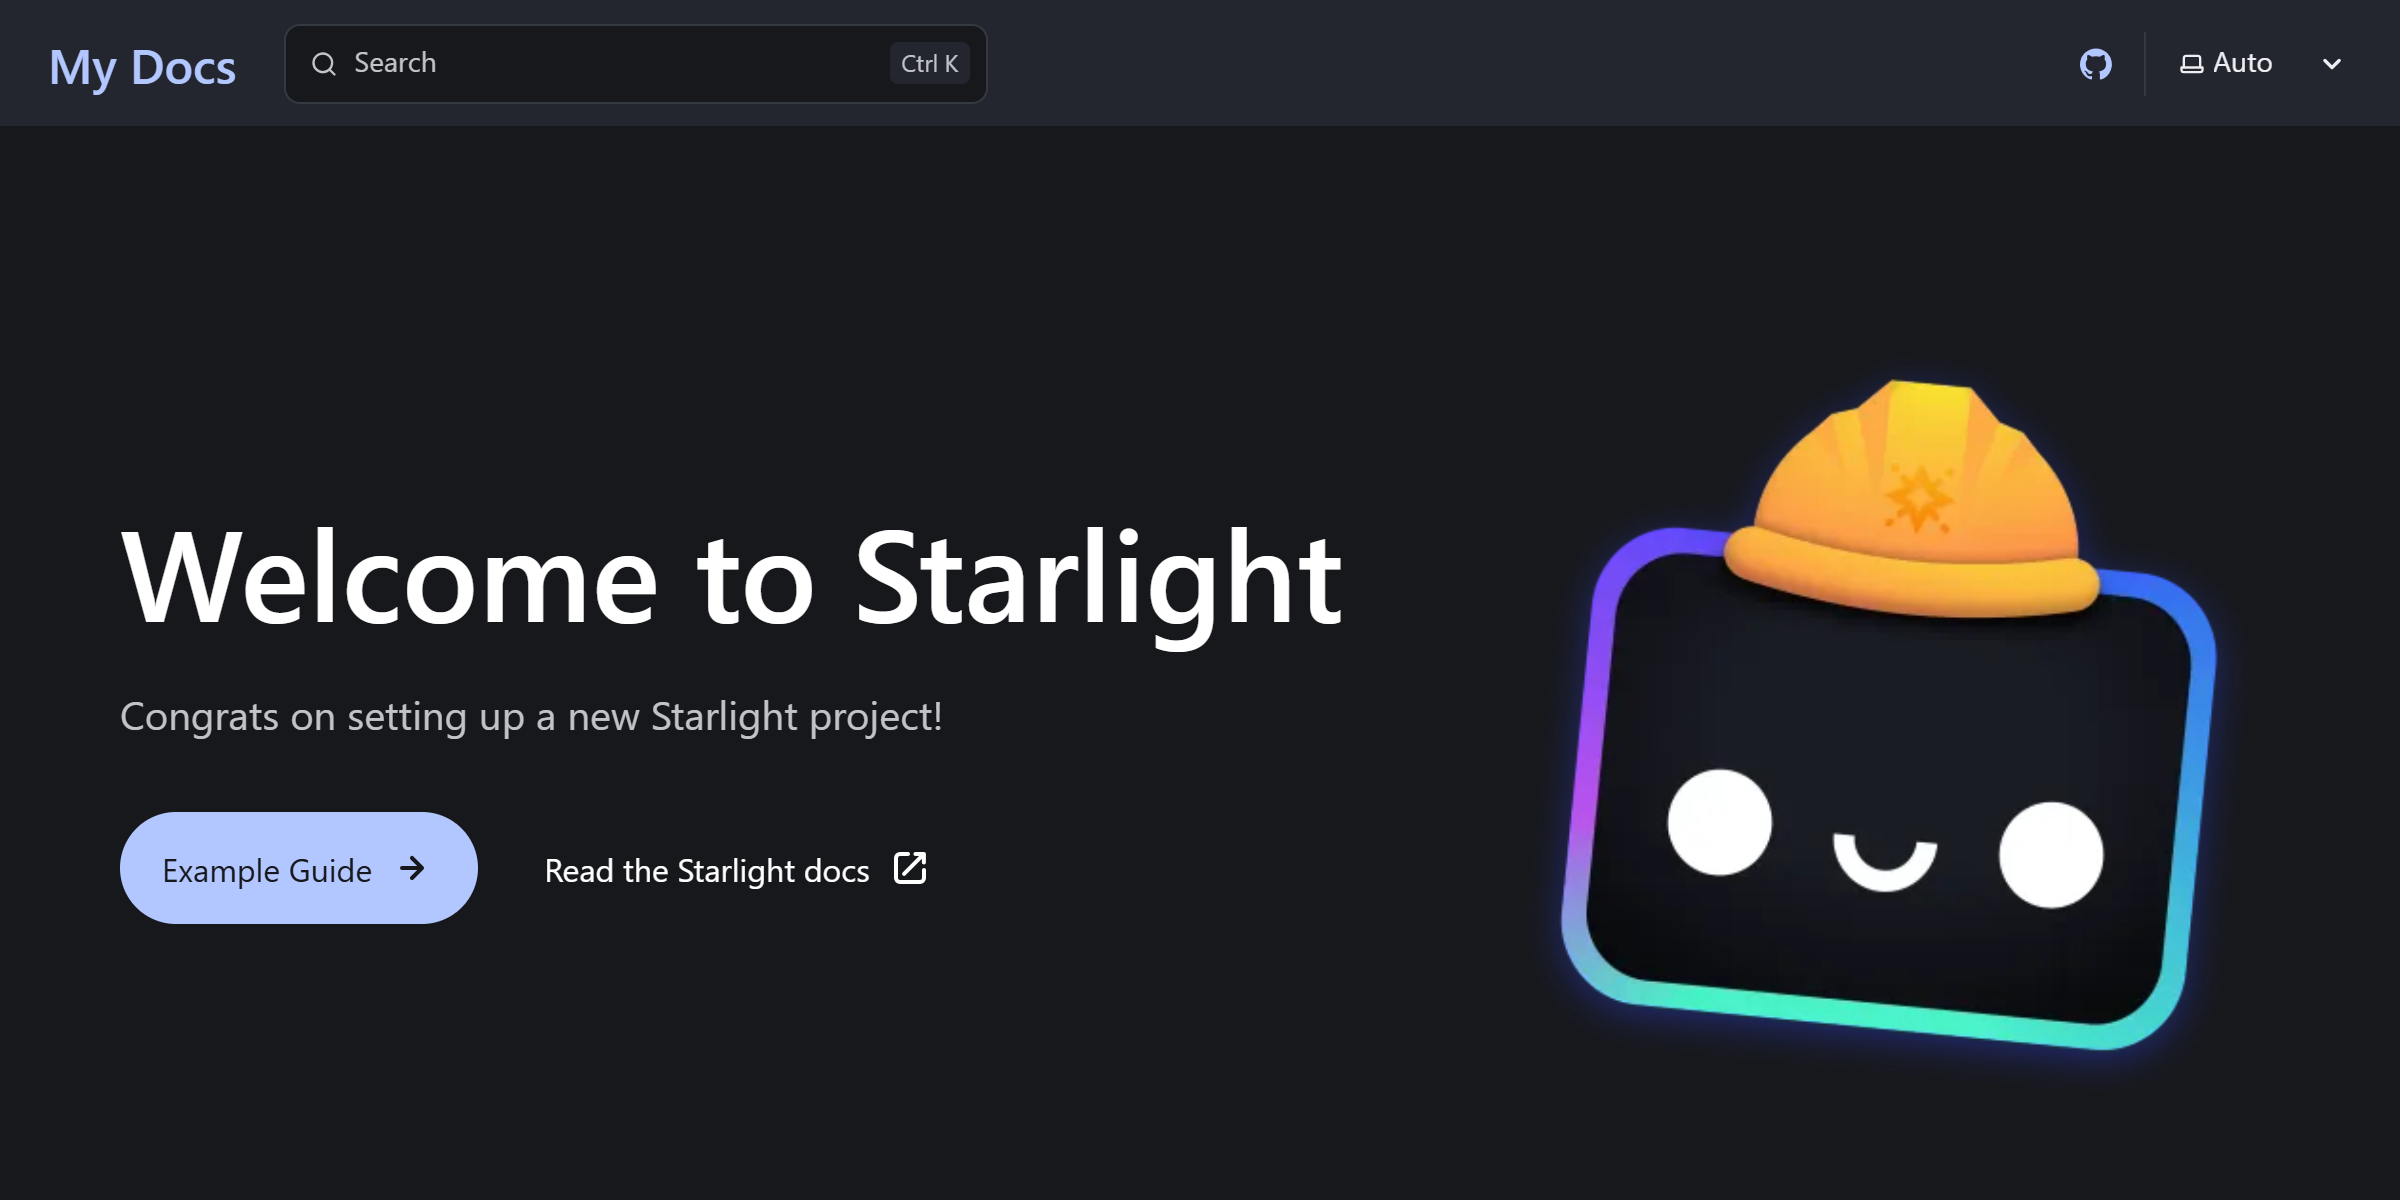 My Docs
Search
Ctrl K
Auto
Welcome to Starlight
Congrats on setting up a new Starlight project!
Example Guide
Read the Starlight docs